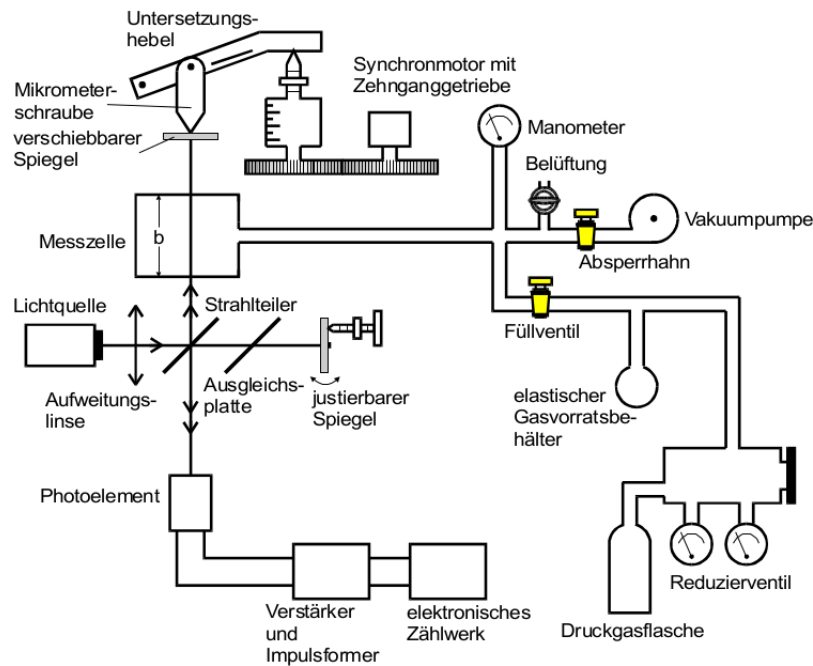 Untersetzungs-
hebel
Mikrometer-
schraube
verschiebbarer
Spiegel
Synchronmotor mit
Zehnganggetriebe
Manometer
Belüftung
Vakuumpumpe
Absperrhahn
Messzelle
b
Lichtquelle
Strahlteiler
Füllventil
Aufweitungs-
linse
Ausgleichs-
platte
justierbarer
Spiegel
elastischer
Gasvorratsbe-
hälter
Photoelement
Reduzierventil
Verstärker
und
Impulsformer
elektronisches
Zählwerk
Druckgasflasche